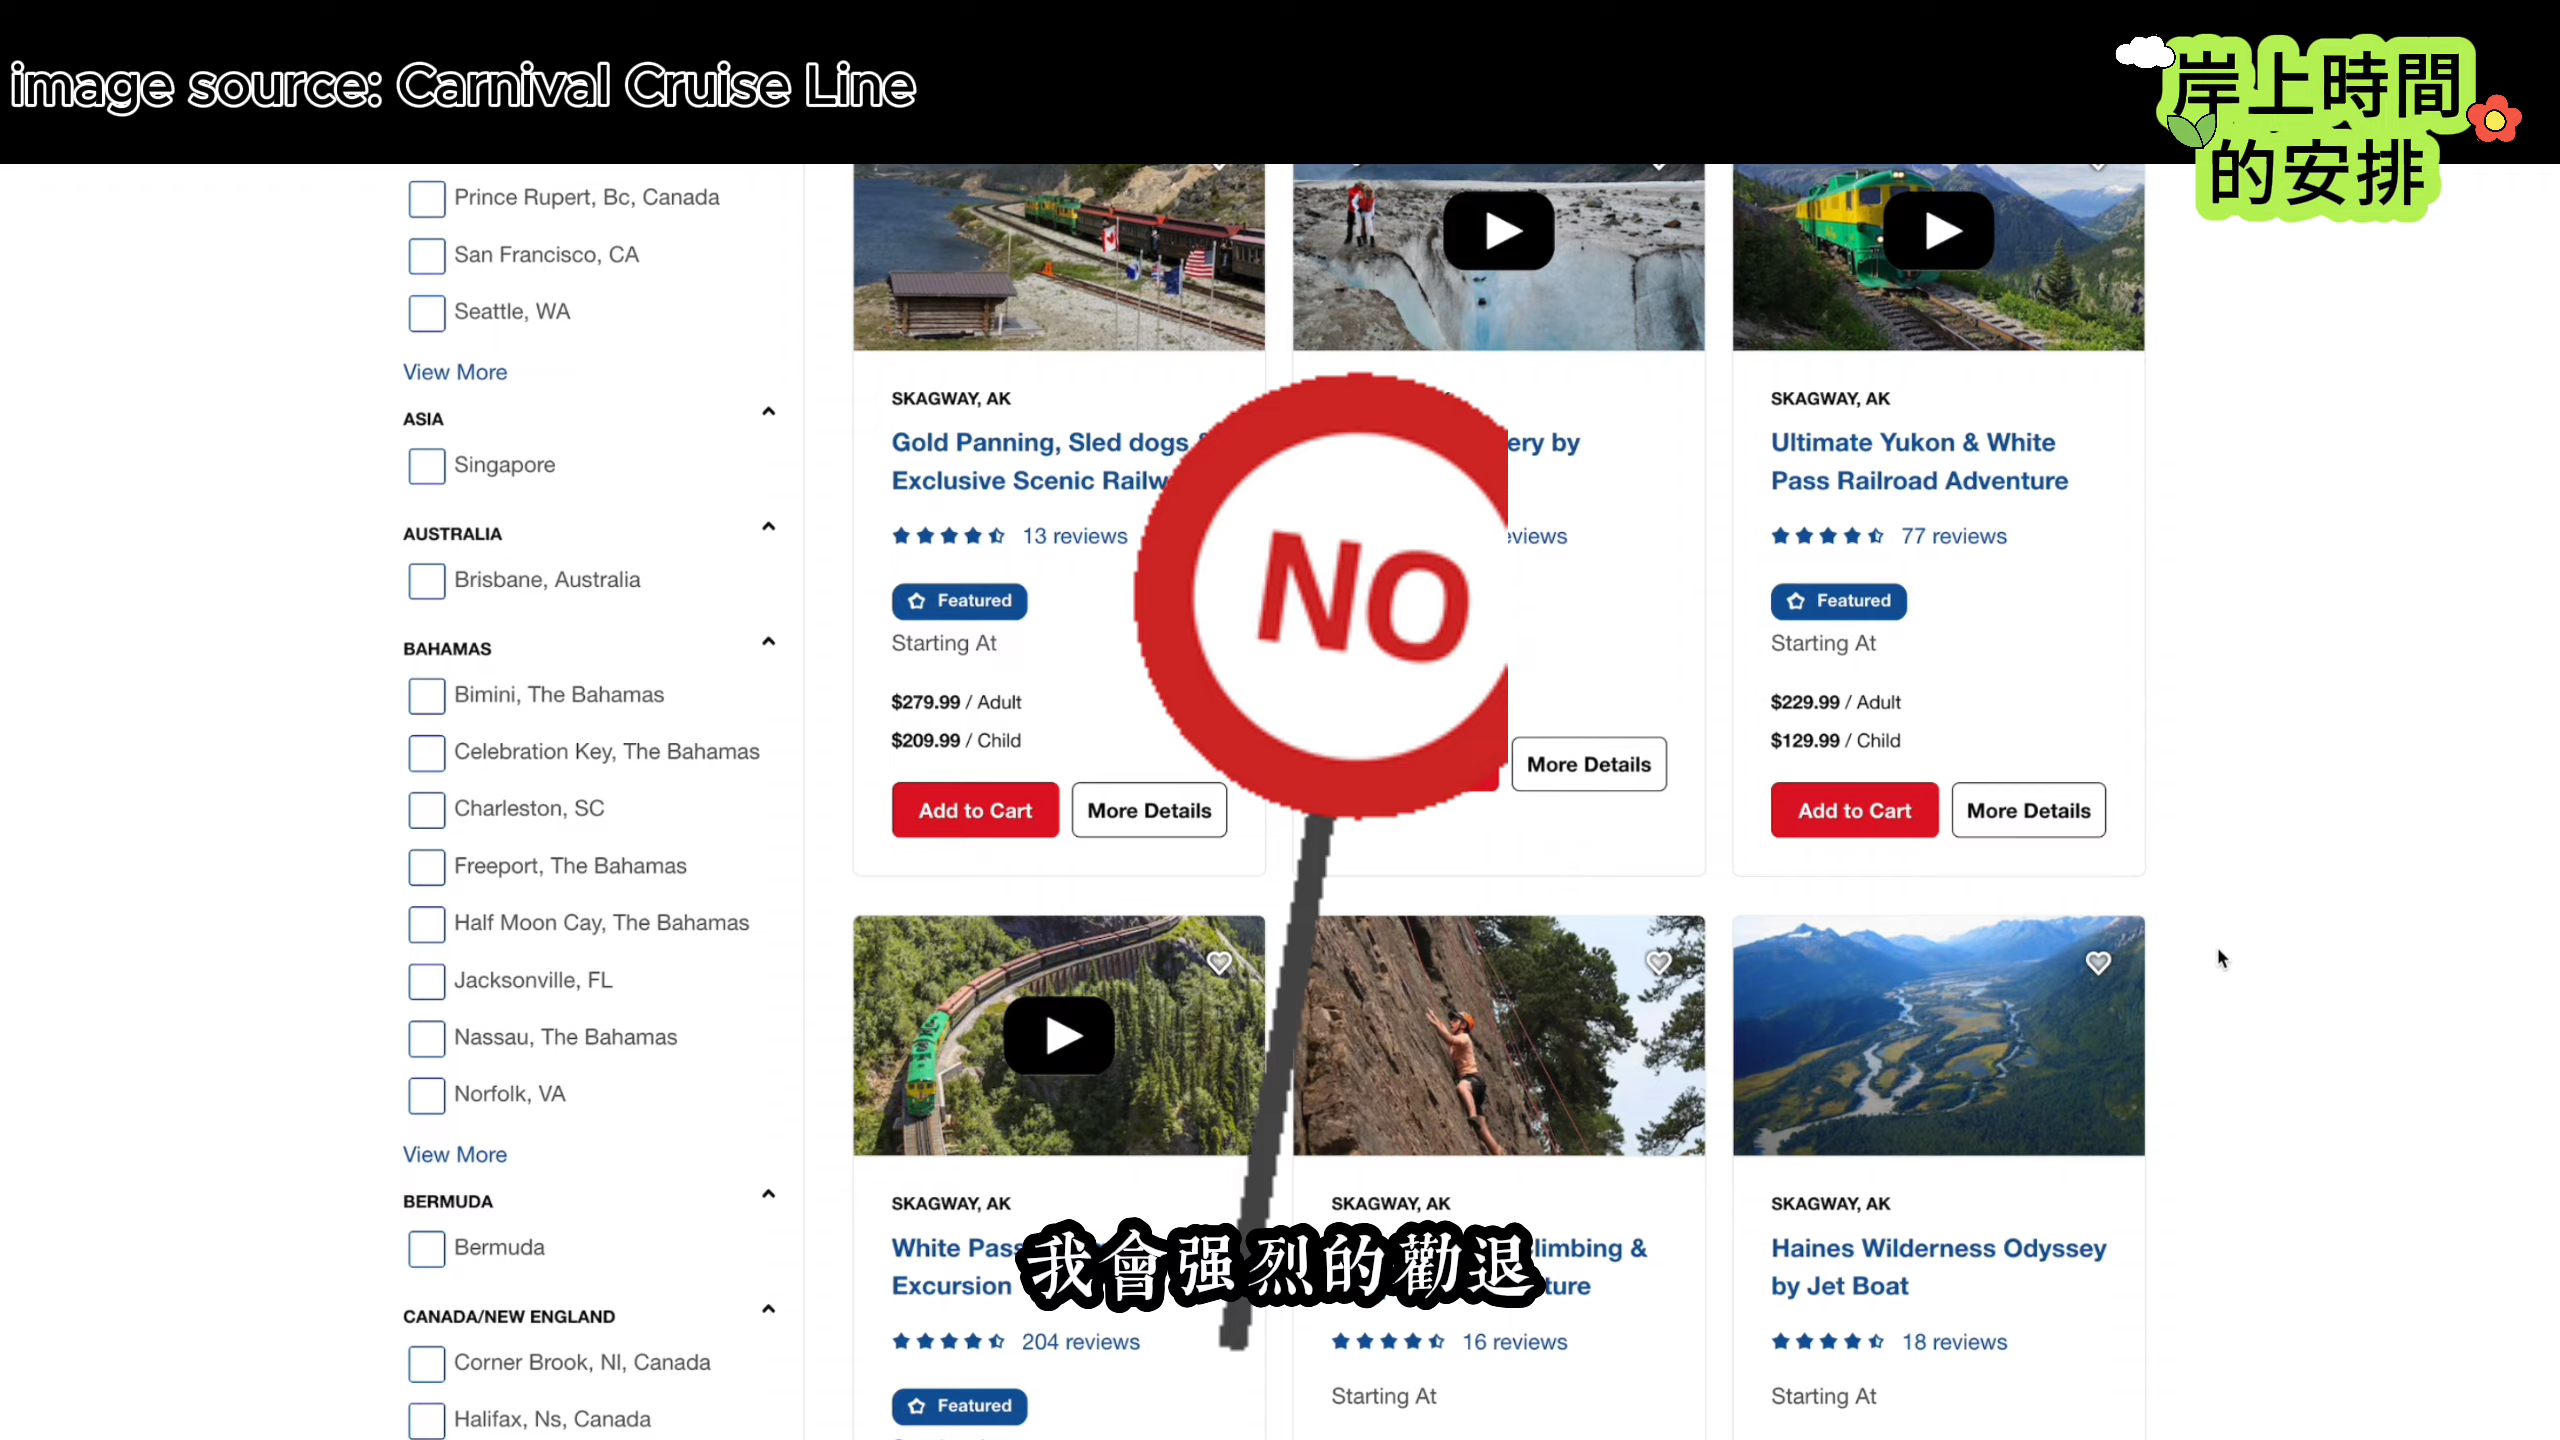 image source: Carnival Cruise Line
岸上時間
的安排
Prince Rupert, Bc, Canada
San Francisco, CA
Seattle, WA
View More
ASIA
Singapore
AUSTRALIA
Brisbane, Australia
BAHAMAS
Bimini, The Bahamas
Celebration Key, The Bahamas
Charleston, SC
Freeport, The Bahamas
Half Moon Cay, The Bahamas
Jacksonville, FL
Nassau, The Bahamas
Norfolk, VA
View More
BERMUDA
Bermuda
CANADA/NEW ENGLAND
Corner Brook, Nl, Canada
Halifax, Ns, Canada
SKAGWAY, AK
Gold Panning, Sled dogs
Exclusive Scenic
13 reviews
Featured
Starting At
$279.99 / Adult
$209.99 / Child
Add to Cart
More Details
NO
by
More Details
SKAGWAY, AK
Ultimate Yukon & White
Pass Railroad Adventure
77 reviews
Featured
Starting At
$229.99 / Adult
$129.99 / Child
Add to Cart
More Details
SKAGWAY, AK
White Pass
Excursion
204 reviews
Featured
SKAGWAY, AK
&
16 reviews
Starting At
SKAGWAY, AK
Haines Wilderness Odyssey
by Jet Boat
18 reviews
Starting At
我會强烈的勸退